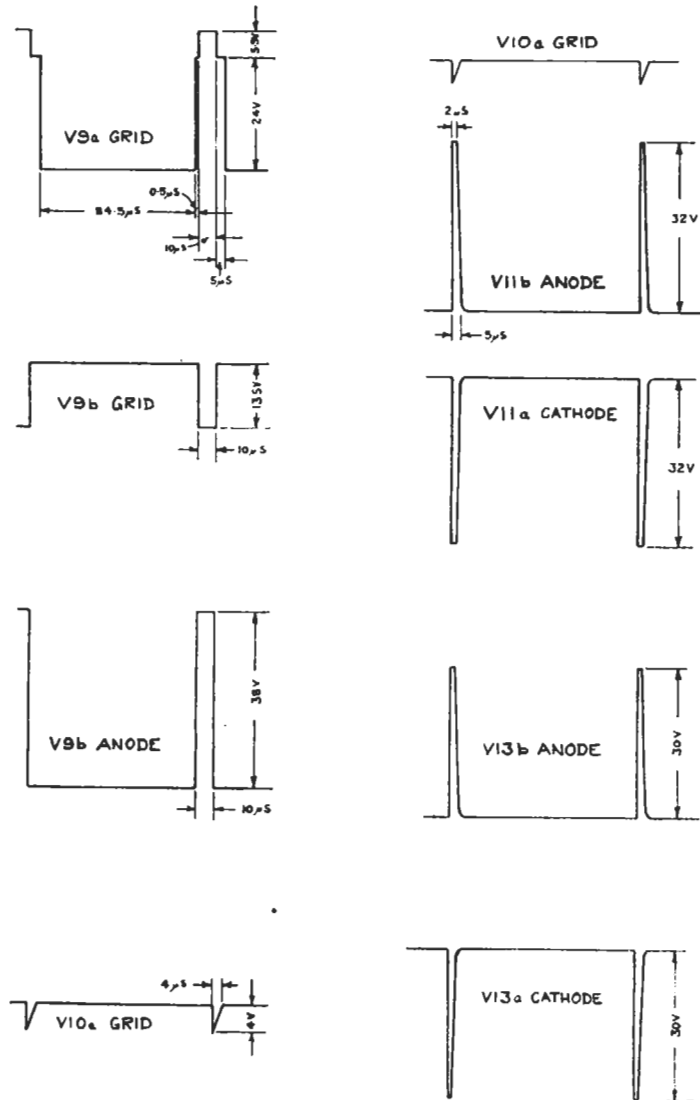 5·5V
24V
V9a GRID
0·5µS
84·5µS
10µS
5µS
V9b GRID
13·5V
10µS
38V
V9b ANODE
10µS
4µS
4V
V10a GRID
V10a GRID
2µS
32V
V11b ANODE
5µS
V11a CATHODE
32V
V13b ANODE
30V
V13a CATHODE
30V